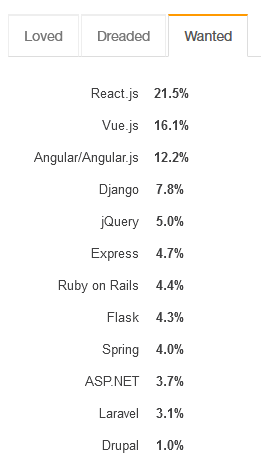 Loved Dreaded Wanted
React.js 21.5%
Vue.js 16.1%
Angular/Angular.js 12.2%
Django 7.8%
jQuery 5.0%
Express 4.7%
Ruby on Rails 4.4%
Flask 4.3%
Spring 4.0%
ASP.NET 3.7%
Laravel 3.1%
Drupal 1.0%